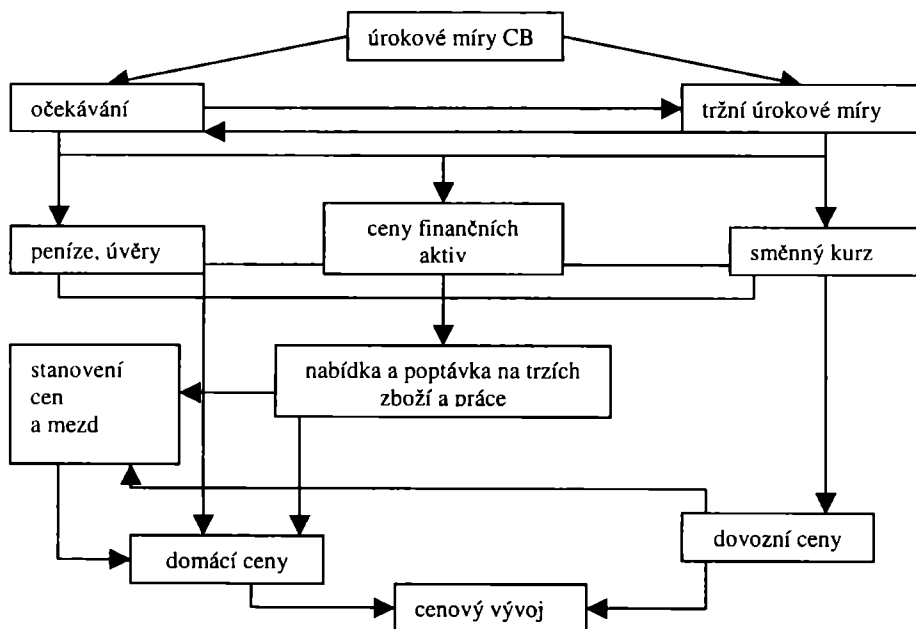 úrokové míry CB
očekávání
tržní úrokové míry
peníze, úvěry
ceny finančních
aktiv
směnný kurz
stanovení
cen
a mezd
nabídka a poptávka na trzích
zboží a práce
domácí ceny
dovozní ceny
cenový vývoj